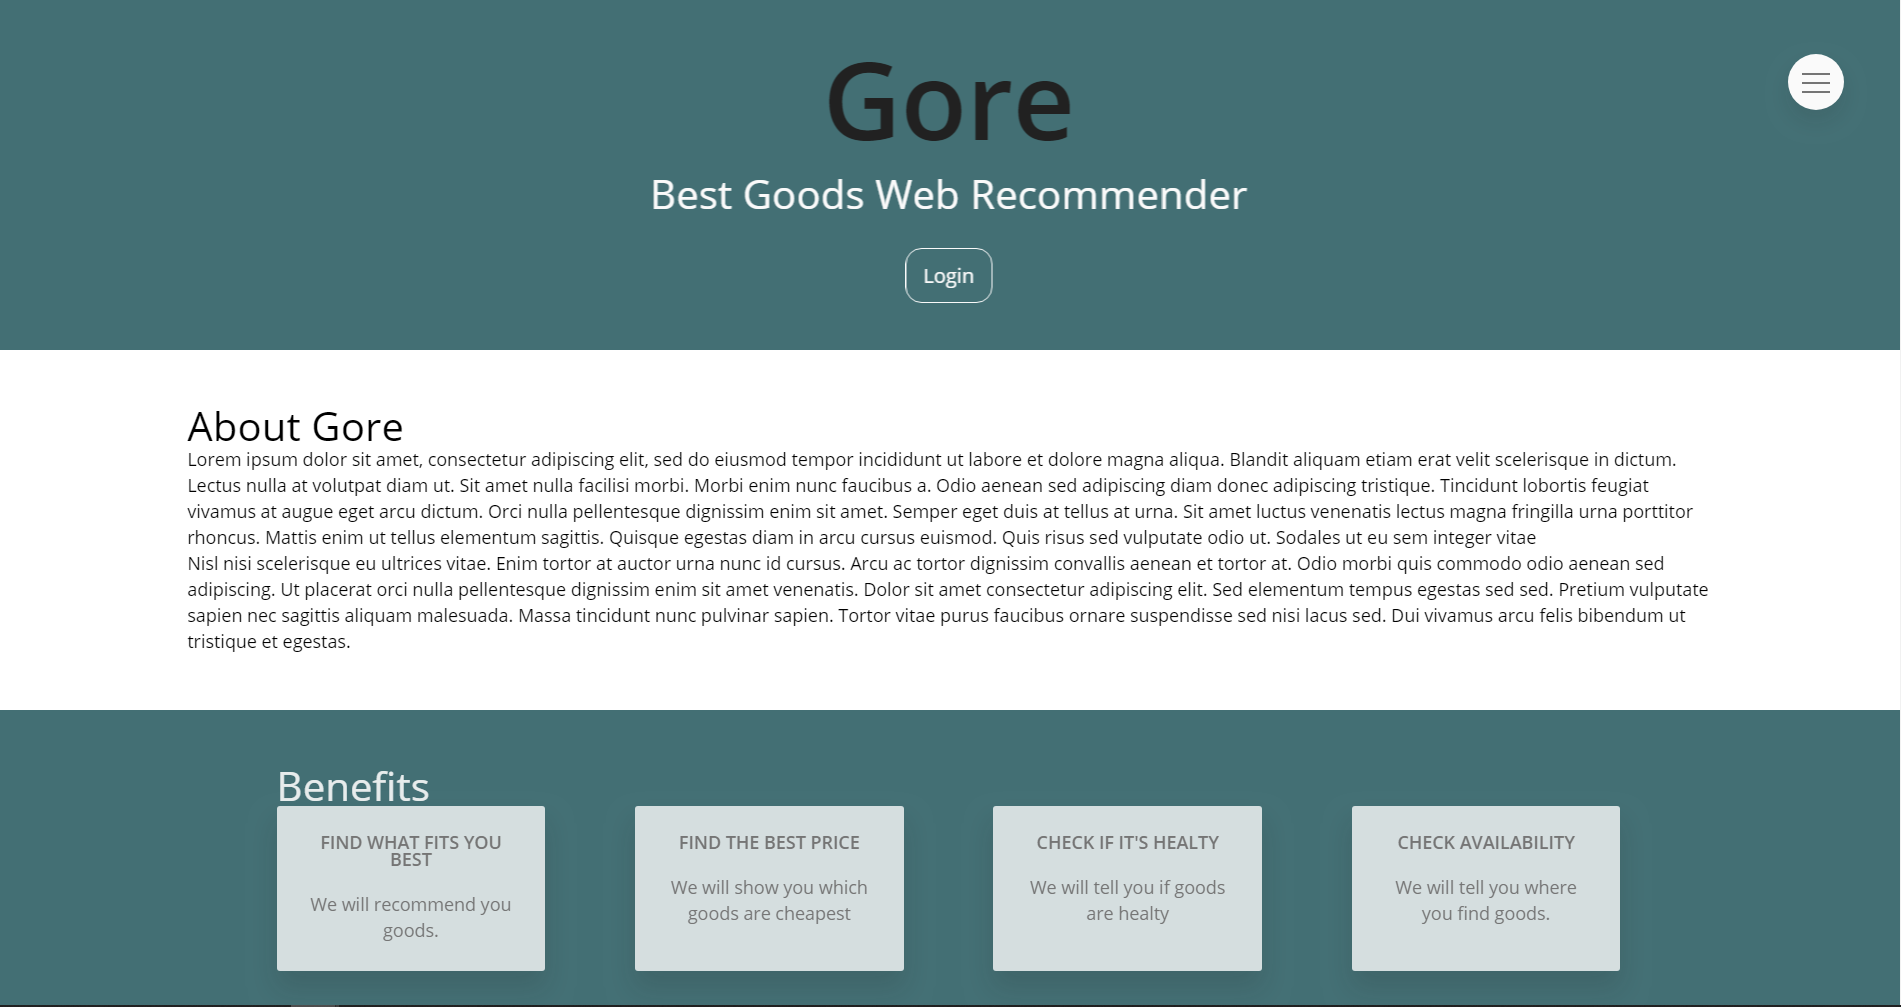 Gore
Best Goods Web Recommender
Login
About Gore
Lorem ipsum dolor sit amet, consectetur adipiscing elit, sed do eiusmod tempor incididunt ut labore et dolore magna aliqua. Blandit aliquam etiam erat velit scelerisque in dictum.
Lectus nulla at volutpat diam ut. Sit amet nulla facilisi morbi. Morbi enim nunc faucibus a. Odio aenean sed adipiscing diam donec adipiscing tristique. Tincidunt lobortis feugiat
vivamus at augue eget arcu dictum. Orci nulla pellentesque dignissim enim sit amet. Semper eget duis at tellus at urna. Sit amet luctus venenatis lectus magna fringilla urna porttitor
rhoncus. Mattis enim ut tellus elementum sagittis. Quisque egestas diam in arcu cursus euismod. Quis risus sed vulputate odio ut. Sodales ut eu sem integer vitae
Nisl nisi scelerisque eu ultrices vitae. Enim tortor at auctor urna nunc id cursus. Arcu ac tortor dignissim convallis aenean et tortor at. Odio morbi quis commodo odio aenean sed
adipiscing. Ut placerat orci nulla pellentesque dignissim enim sit amet venenatis. Dolor sit amet consectetur adipiscing elit. Sed elementum tempus egestas sed sed. Pretium vulputate
sapien nec sagittis aliquam malesuada. Massa tincidunt nunc pulvinar sapien. Tortor vitae purus faucibus ornare suspendisse sed nisi lacus sed. Dui vivamus arcu felis bibendum ut
tristique et egestas.
Benefits
FIND WHAT FITS YOU
BEST
We will recommend you
goods.
FIND THE BEST PRICE
We will show you which
goods are cheapest
CHECK IF IT'S HEALTY
We will tell you if goods
are healty
CHECK AVAILABILITY
We will tell you where
you find goods.